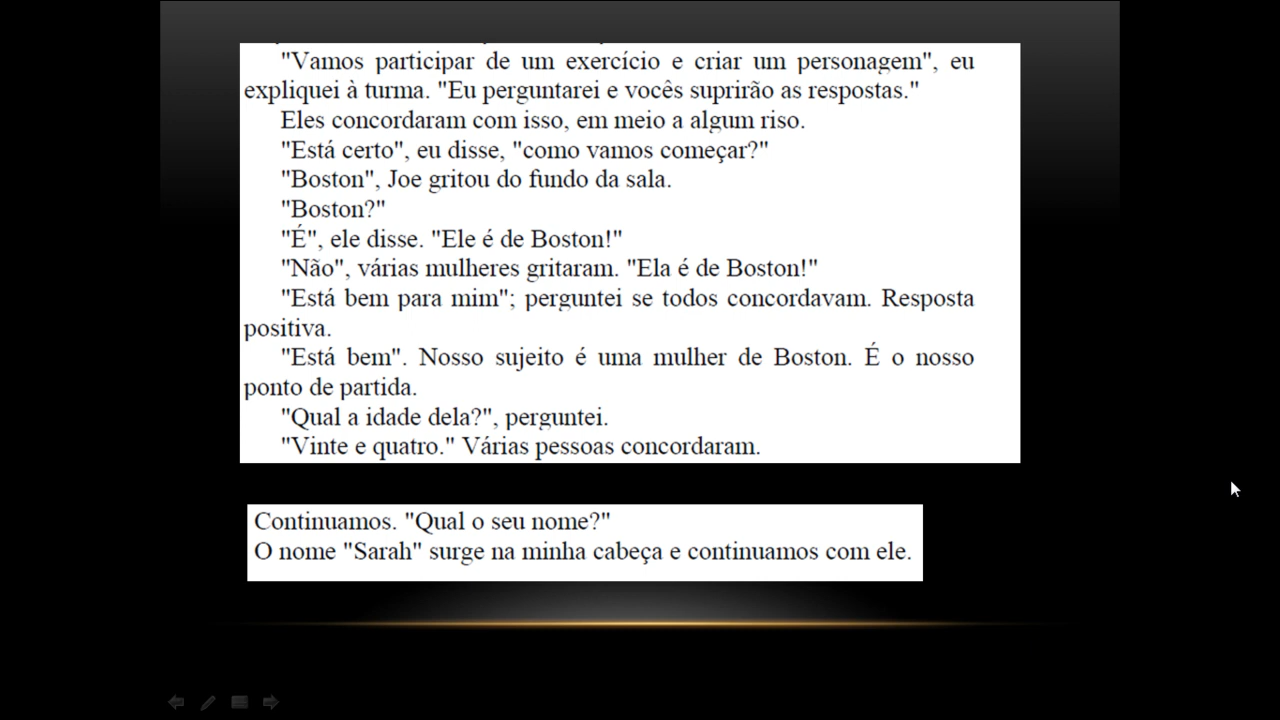 "Vamos participar de um exercício e criar um personagem", eu
expliquei à turma. "Eu perguntarei e vocês suprirão as respostas."
Eles concordaram com isso, em meio a algum riso.
"Está certo", eu disse, "como vamos começar?"
"Boston", Joe gritou do fundo da sala.
"Boston?"
"É", ele disse. "Ele é de Boston!"
"Não", várias mulheres gritaram. "Ela é de Boston!"
"Está bem para mim"; perguntei se todos concordavam. Resposta
positiva.
"Está bem". Nosso sujeito é uma mulher de Boston. É o nosso
ponto de partida.
"Qual a idade dela?", perguntei.
"Vinte e quatro." Várias pessoas concordaram.
Continuamos. "Qual o seu nome?"
O nome "Sarah" surge na minha cabeça e continuamos com ele.